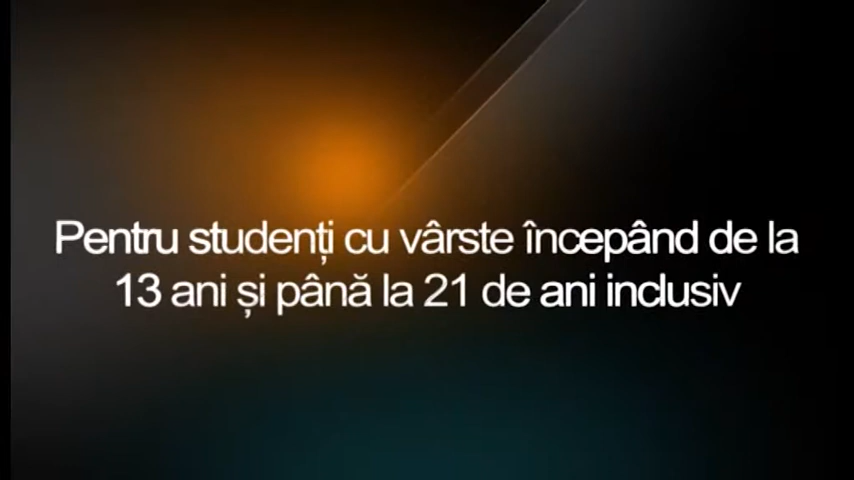 Pentru studenți cu vârste începând de la
13 ani și până la 21 de ani inclusiv